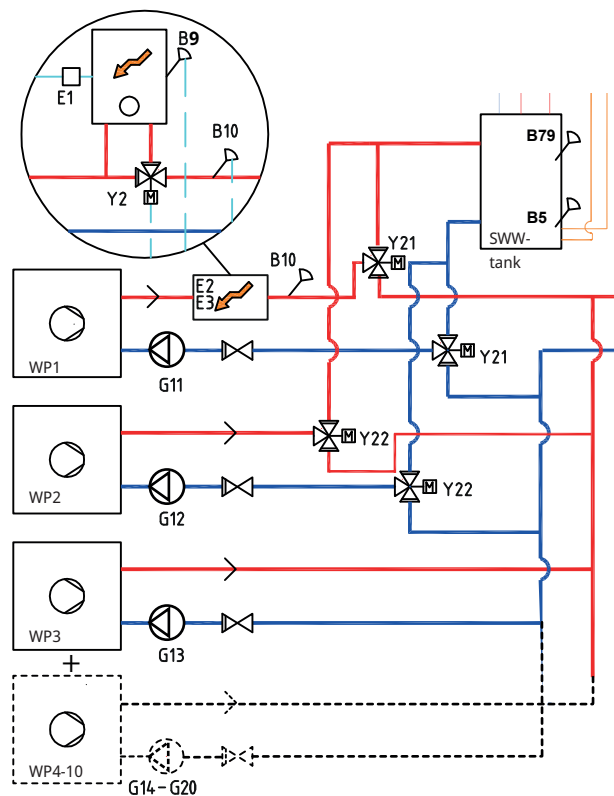 B9
E1
B10
Y2
M
B79
B5
SWW-
tank
Y21
M
B10
E2
E3
WP1
G11
M
Y21
WP2
G12
M
Y22
M
Y22
WP3
G13
+
WP4-10
G14-G20